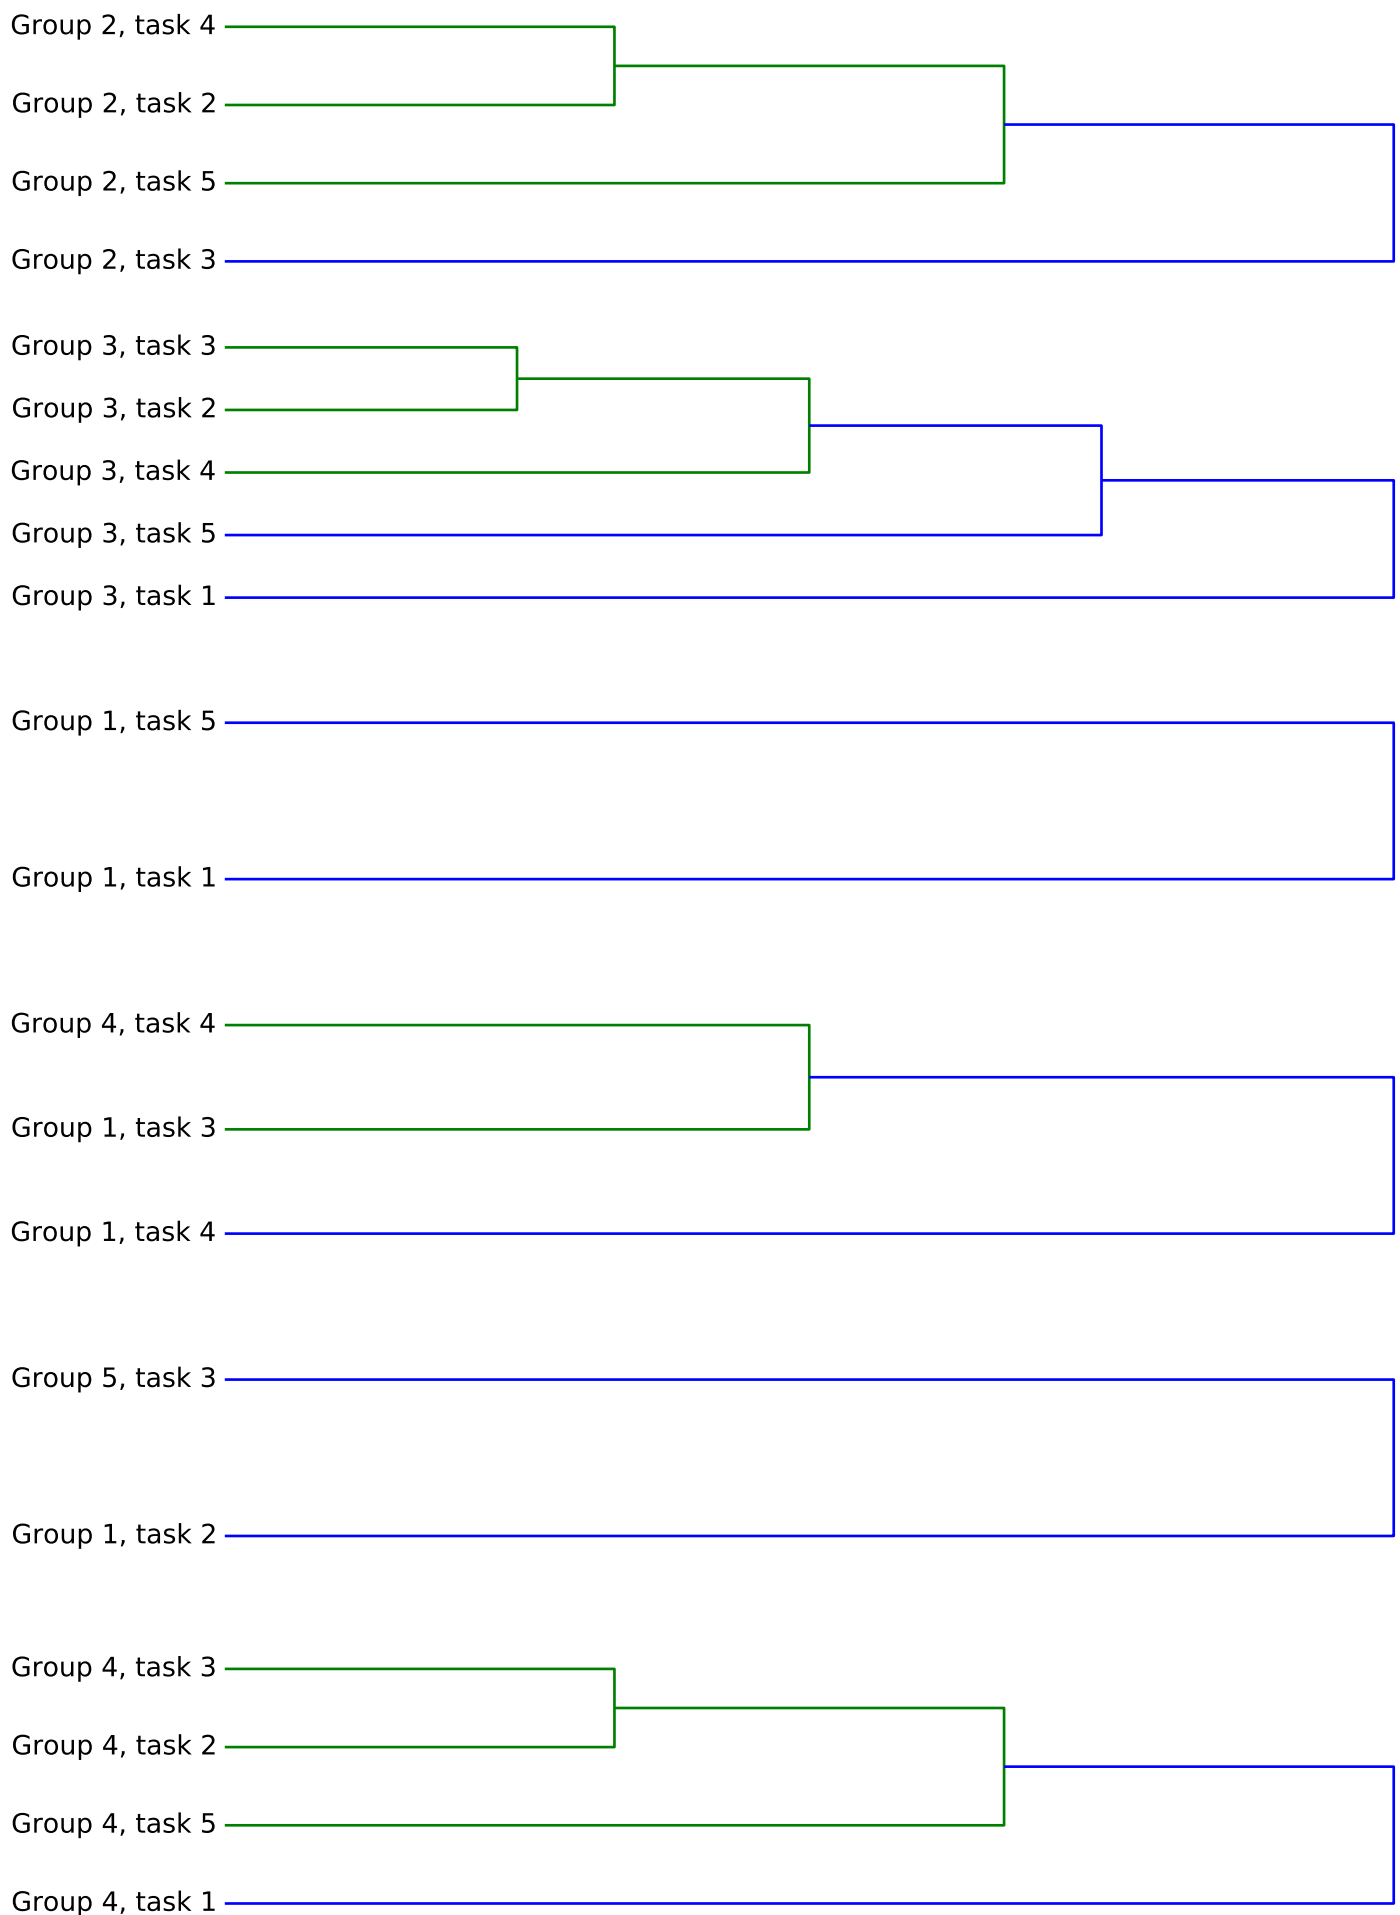 Group 2, task 4
Group 2, task 2
Group 2, task 5
Group 2, task 3
Group 3, task 3
Group 3, task 2
Group 3, task 4
Group 3, task 5
Group 3, task 1
Group 1, task 5
Group 1, task 1
Group 4, task 4
Group 1, task 3
Group 1, task 4
Group 5, task 3
Group 1, task 2
Group 4, task 3
Group 4, task 2
Group 4, task 5
Group 4, task 1